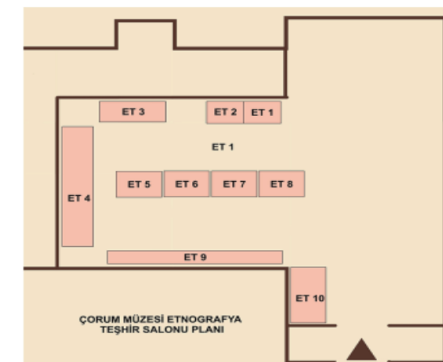 ET 3
ET 2
ET 1
ET 1
ET 4
ET 5
ET 6
ET 7
ET 8
ET 9
ET 10
ÇORUM MÜZESİ ETNOGRAFYA
TEŞHİR SALONU PLANI